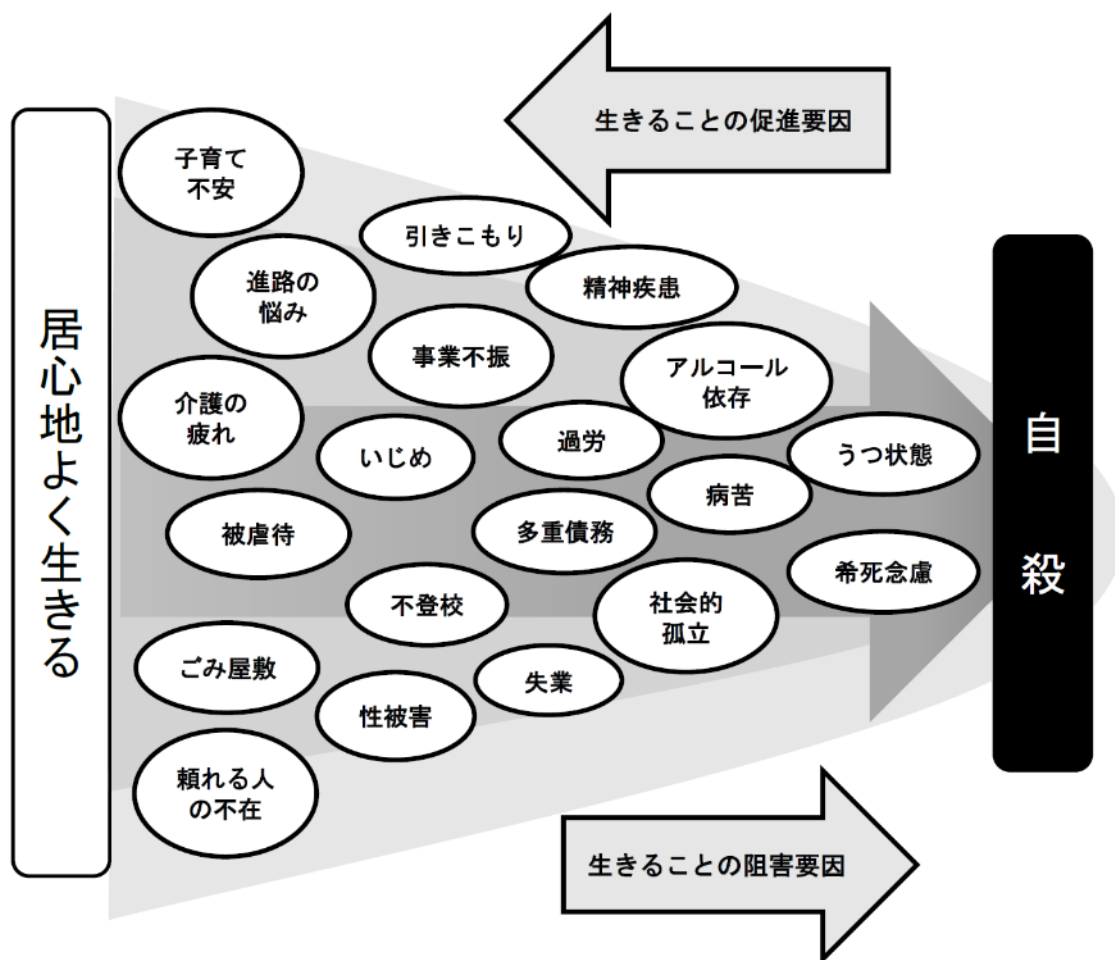 生きることの促進要因
居心地よく生きる
子育て
不安
引きこもり
進路の
悩み
精神疾患
事業不振
アルコール
依存
介護の
疲れ
いじめ
過労
うつ状態
病苦
被虐待
多重債務
希死念慮
不登校
社会的
孤立
ごみ屋敷
失業
性被害
頼れる人
の不在
自殺
生きることの阻害要因